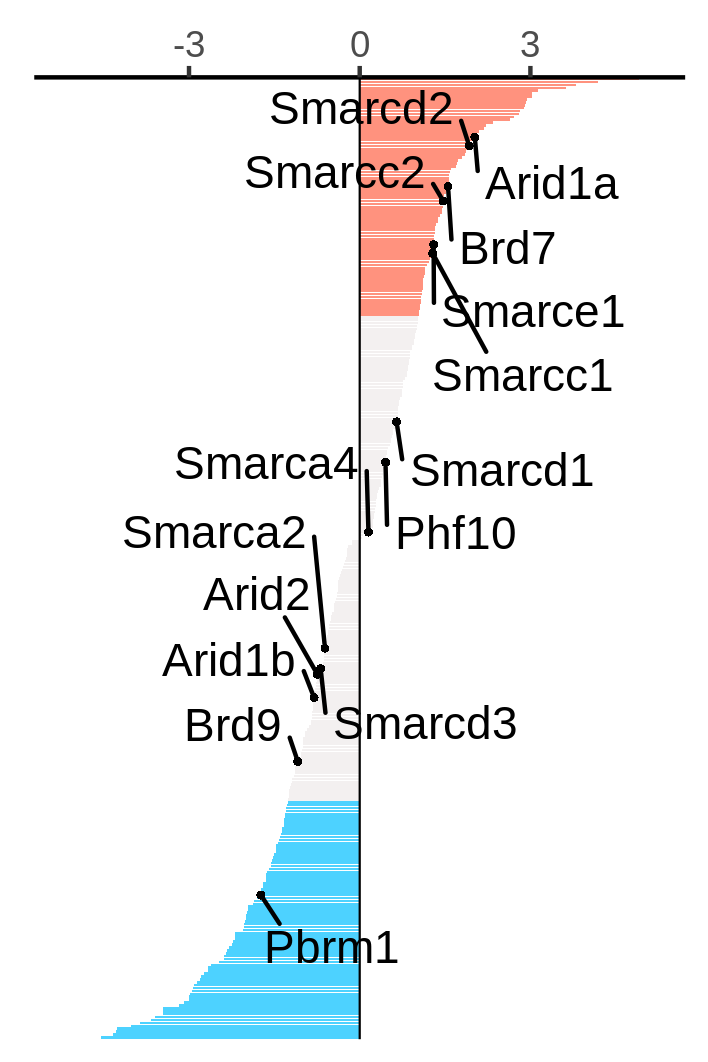 -3 0 3
Smarcd2
Smarcc2
Arid1a
Brd7
Smarce1
Smarcc1
Smarca4
Smarcd1
Smarca2
Phf10
Arid2
Arid1b
Brd9
Smarcd3
Pbrm1